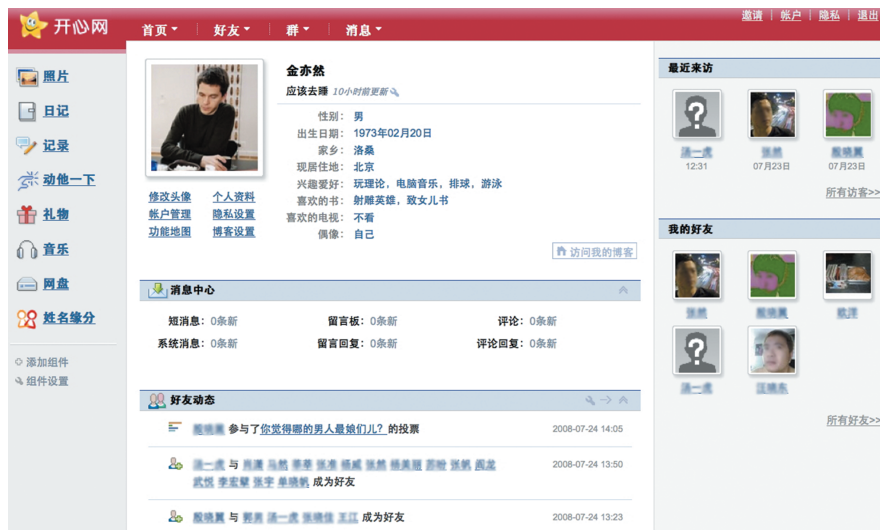 开心网
首页 好友 群 消息
邀请 | 帐户 | 隐私 | 退出
照片
日记
记录
动他一下
礼物
音乐
网盘
姓名缘分
添加组件
组件设置
修改头像 个人资料
帐户管理 隐私设置
功能地图 博客设置
金亦然
应该去睡 10小时前更新
性别: 男
出生日期: 1973年02月20日
家乡: 洛桑
现居住地: 北京
兴趣爱好: 玩理论, 电脑音乐, 排球, 游泳
喜欢的书: 射雕英雄, 致女儿书
喜欢的电视: 不看
偶像: 自己
访问我的博客
消息中心
短消息: 0条新 留言板: 0条新 评论: 0条新
系统消息: 0条新 留言回复: 0条新 评论回复: 0条新
好友动态
参与了你觉得哪的男人最娘们儿? 的投票 2008-07-24 14:05
与 2008-07-24 13:50
成为好友
与 成为好友 2008-07-24 13:23
最近来访
12:31 07月23日 07月23日
所有访客>>
我的好友
所有好友>>